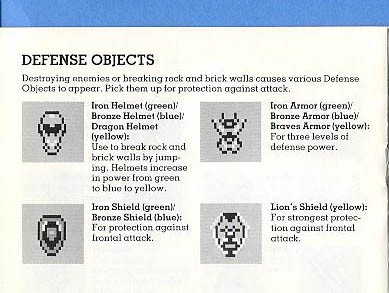 DEFENSE OBJECTS
Destroying enemies or breaking rock and brick walls causes various Defense
Objects to appear. Pick them up for protection against attack.
Iron Helmet (green)/
Bronze Helmet (blue)/
Dragon Helmet
(yellow):
Use to break rock and
brick walls by jump-
ing. Helmets increase
in power from green
to blue to yellow.
Iron Armor (green)/
Bronze Armor (blue)/
Braves Armor (yellow):
For three levels of
defense power.
Iron Shield (green)/
Bronze Shield (blue):
For protection against
frontal attack.
Lion's Shield (yellow):
For strongest protec-
tion against frontal
attack.